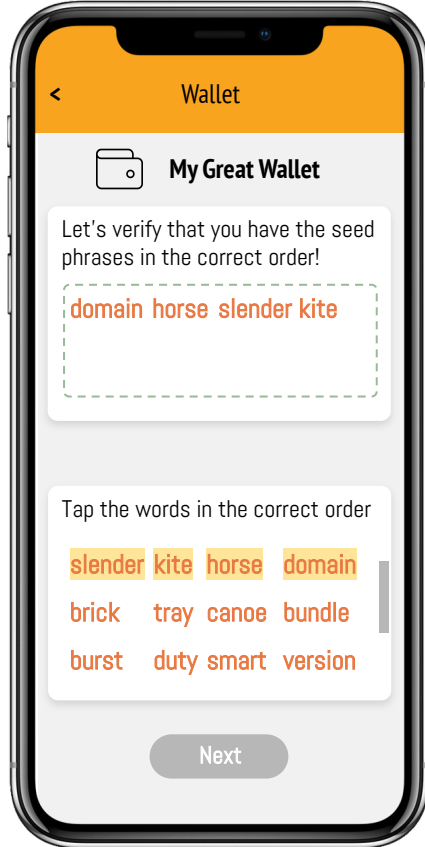 < Wallet
My Great Wallet
Let's verify that you have the seed
phrases in the correct order!
domain horse slender kite
Tap the words in the correct order
slender kite horse domain
brick tray canoe bundle
burst duty smart version
Next